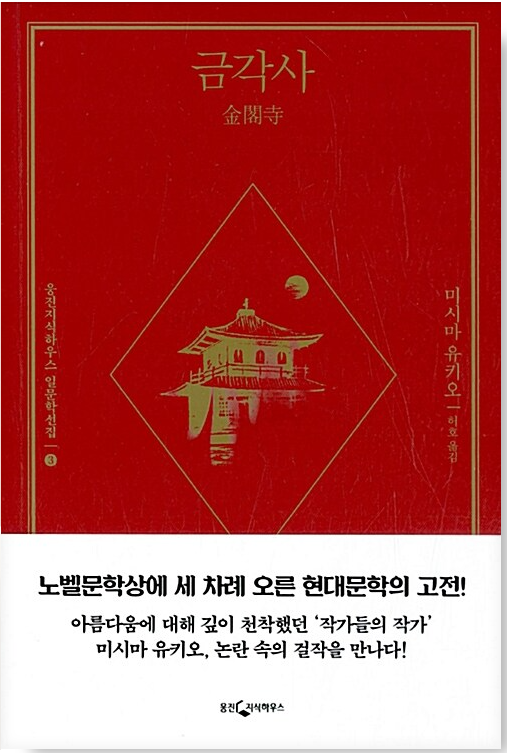 금각사
金閣寺
웅진지식하우스 일문학선집
3
미시마 유키오
허호 옮김
노벨문학상에 세 차례 오른 현대문학의 고전!
아름다움에 대해 깊이 천착했던 ‘작가들의 작가’
미시마 유키오, 논란 속의 걸작을 만나다!
웅진 지식하우스